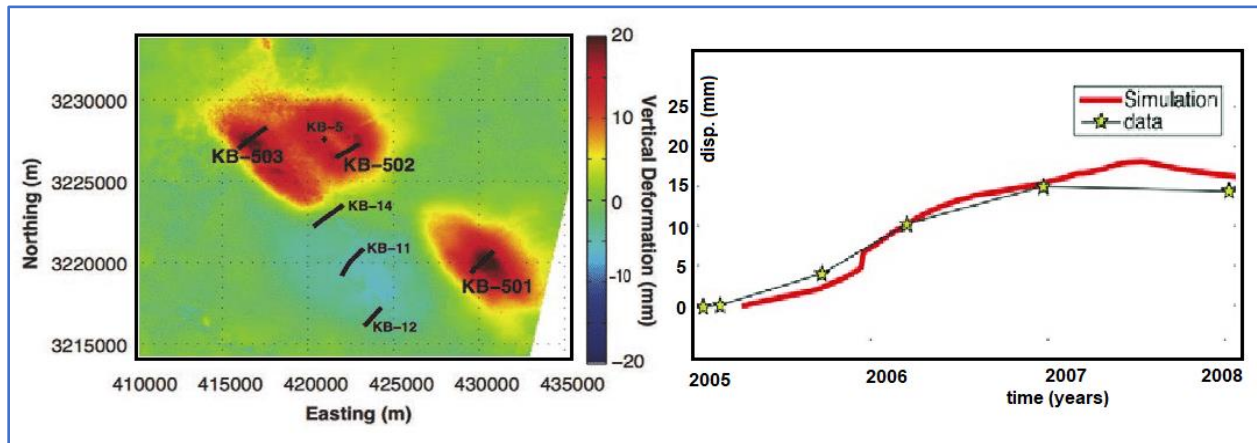 3230000
3225000
3220000
3215000
Northing (m)
410000 415000 420000 425000 430000 435000
Easting (m)
KB-503
KB-5
KB-502
KB-14
KB-11
KB-501
KB-12
20
10
0
-10
-20
Vertical Deformation (mm)
disp. (mm)
25
20
15
10
5
0
Simulation
data
2005 2006 2007 2008
time (years)